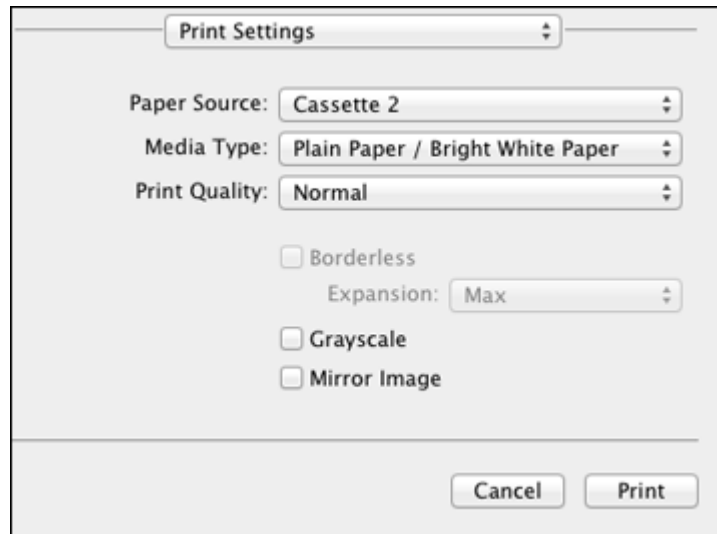 Print Settings
Paper Source: Cassette 2
Media Type: Plain Paper / Bright White Paper
Print Quality: Normal
Borderless
Expansion: Max
Grayscale
Mirror Image
Cancel Print